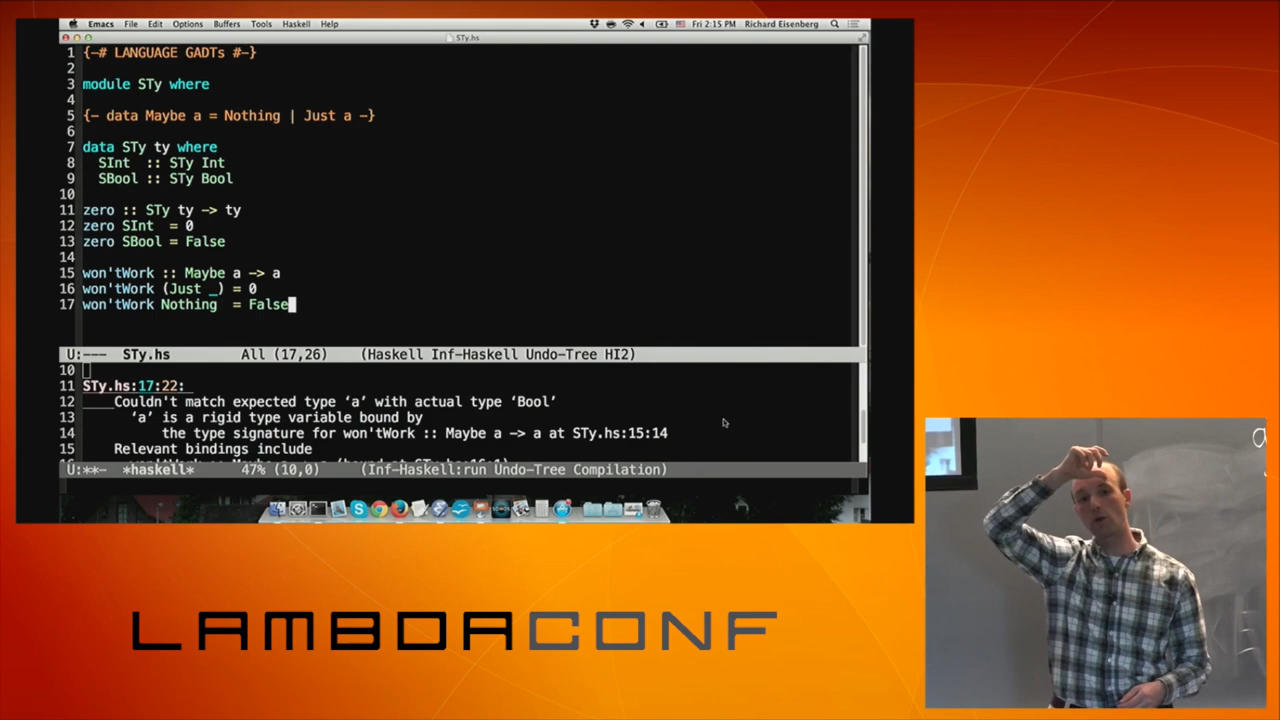 Emacs File Edit Options Buffers Tools Haskell Help Fri 2:15 PM Richard Eisenberg
STy.hs
1 {-# LANGUAGE GADTs #-}
2
3 module STy where
4
5 {- data Maybe a = Nothing | Just a -}
6
7 data STy ty where
8 SInt :: STy Int
9 SBool :: STy Bool
10
11 zero :: STy ty -> ty
12 zero SInt = 0
13 zero SBool = False
14
15 won'tWork :: Maybe a -> a
16 won'tWork (Just _) = 0
17 won'tWork Nothing = False
U:--- STy.hs All (17,26) (Haskell Inf-Haskell Undo-Tree HI2)
10
11 STy.hs:17:22:
12 Couldn't match expected type ‘a’ with actual type ‘Bool’
13 ‘a’ is a rigid type variable bound by
14 the type signature for won'tWork :: Maybe a -> a at STy.hs:15:14
15 Relevant bindings include
U:**- *haskell* 47% (10,0) (Inf-Haskell:run Undo-Tree Compilation)
LAMBDACONF